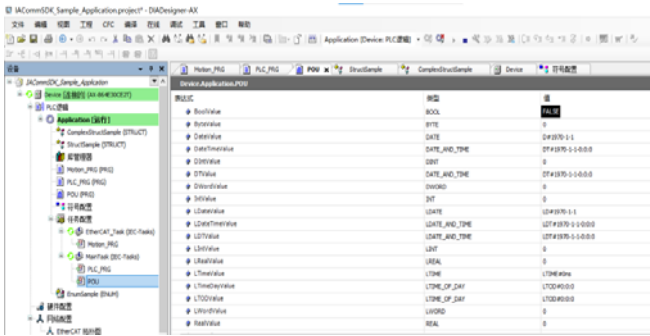 IACommSDK_Sample_Application.project* - DIADesigner-AX
文件 编辑 视图 工程 CFC 编译 在线 调试 工具 窗口 帮助
Application [Device: PLC逻辑]
设备
Motion_PRG PLC_PRG POU StructSample ComplexStructSample Device 符号配置
IACommSDK_Sample_Application
Device.Application.POU
表达式 类型 值
PLC逻辑
Application [运行]
ComplexStructSample (STRUCT)
StructSample (STRUCT)
库管理器
Motion_PRG (PRG)
PLC_PRG (PRG)
POU (PRG)
符号配置
任务配置
EtherCAT_Task (IEC-Tasks)
Motion_PRG
MainTask (IEC-Tasks)
PLC_PRG
POU
EnumSample (ENUM)
硬件配置
网络配置
EtherCAT 拓扑图
BoolValue BOOL FALSE
ByteValue BYTE 0
DateValue DATE D#1970-1-1
DateTimeValue DATE_AND_TIME DT#1970-1-1-0:0:0
DIntValue DINT 0
DTValue DATE_AND_TIME DT#1970-1-1-0:0:0
DWordValue DWORD 0
IntValue INT 0
LDateValue LDATE LD#1970-1-1
LDateTimeValue LDATE_AND_TIME LDT#1970-1-1-0:0:0
LDTValue LDATE_AND_TIME LDT#1970-1-1-0:0:0
LIntValue LINT 0
LRealValue LREAL 0
LTimeValue LTIME LTIME#0ns
LTimeDayValue LTIME_OF_DAY LTOD#0:0:0
LTODValue LTIME_OF_DAY LTOD#0:0:0
LWordValue LWORD 0
RealValue REAL 0